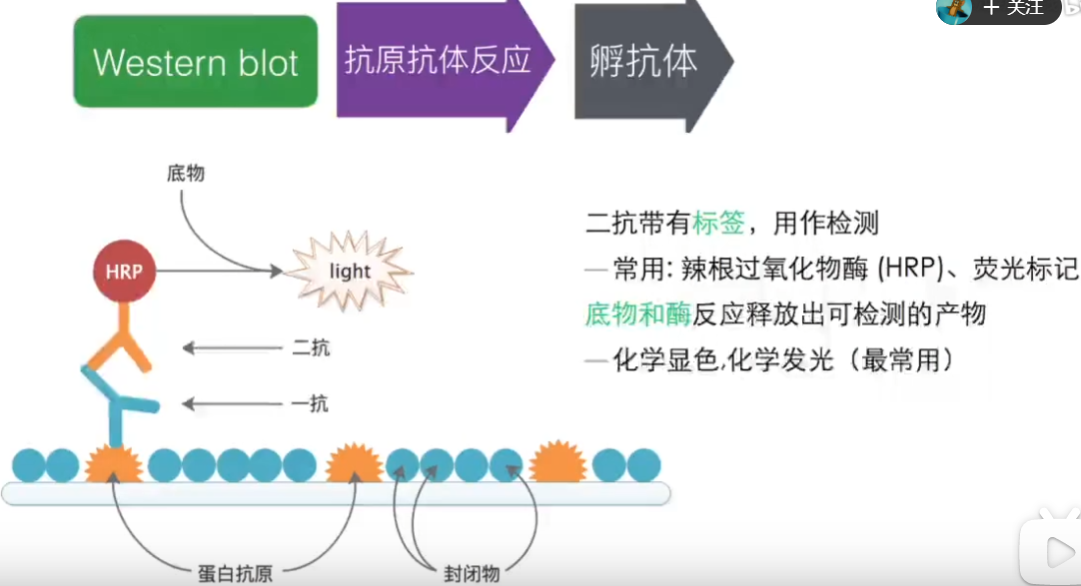 + 关注
Western blot
抗原抗体反应
孵抗体
底物
HRP
light
二抗
一抗
二抗带有标签，用作检测
—常用: 辣根过氧化物酶 (HRP)、荧光标记
底物和酶反应释放出可检测的产物
—化学显色,化学发光（最常用）
蛋白抗原
封闭物